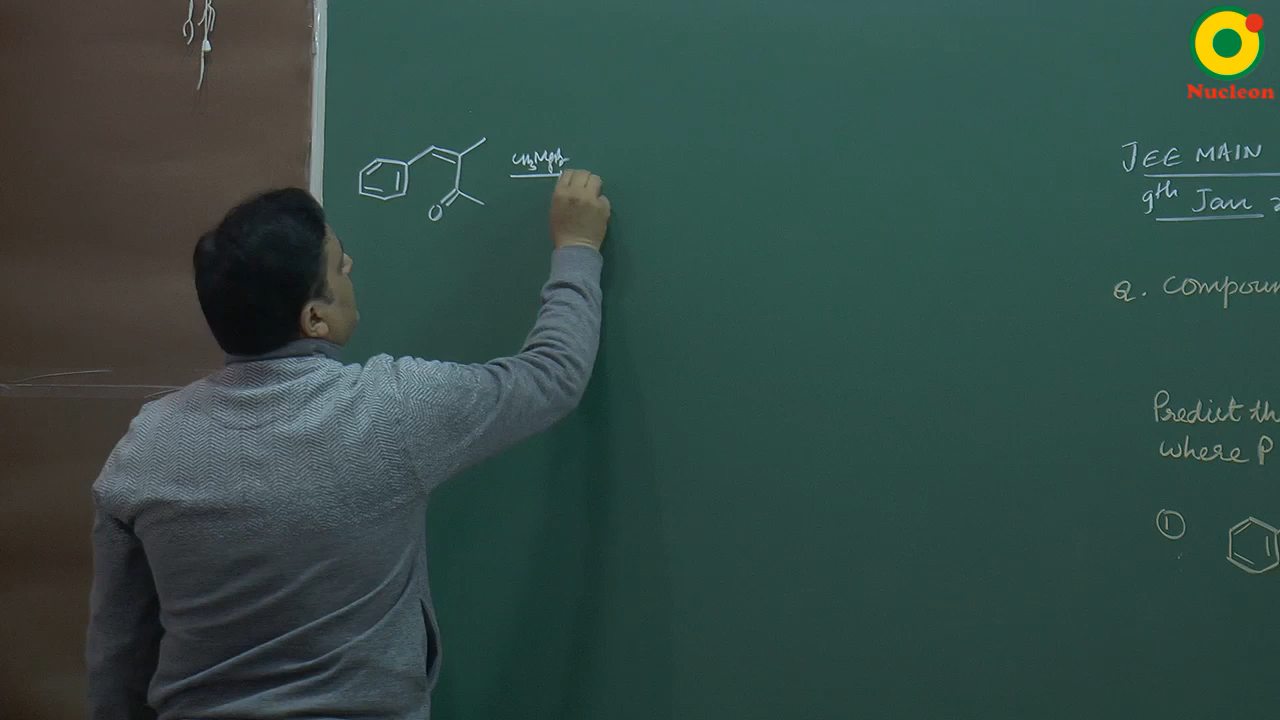 Nucleon
CH3MgBr
O
JEE MAIN
9th Jan
Q. Compoun
Predict th
where P
1